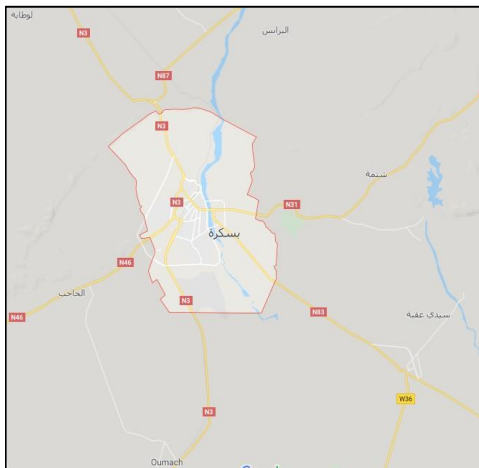 لوطاية
البرانس
N3
N87
N3
شتمة
N3
N31
بسكرة
N46
الحاجب
N3
N46
N83
سيدي عقبة
W36
N3
Oumach